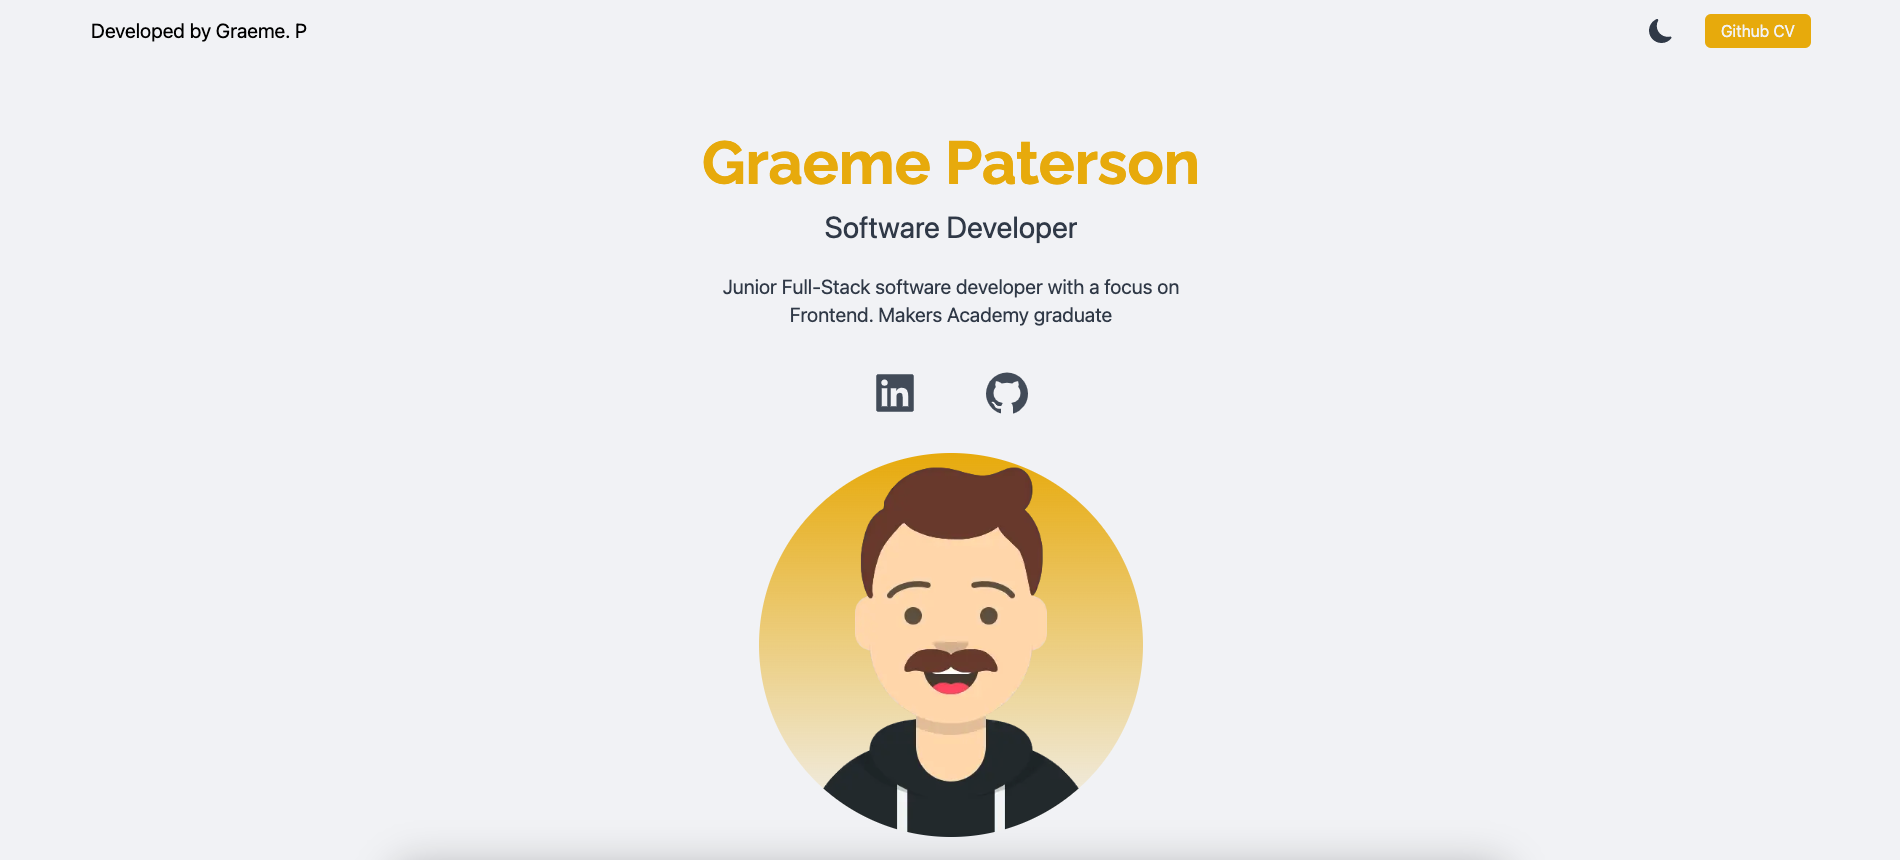 Developed by Graeme. P
Github CV
Graeme Paterson
Software Developer
Junior Full-Stack software developer with a focus on
Frontend. Makers Academy graduate
in